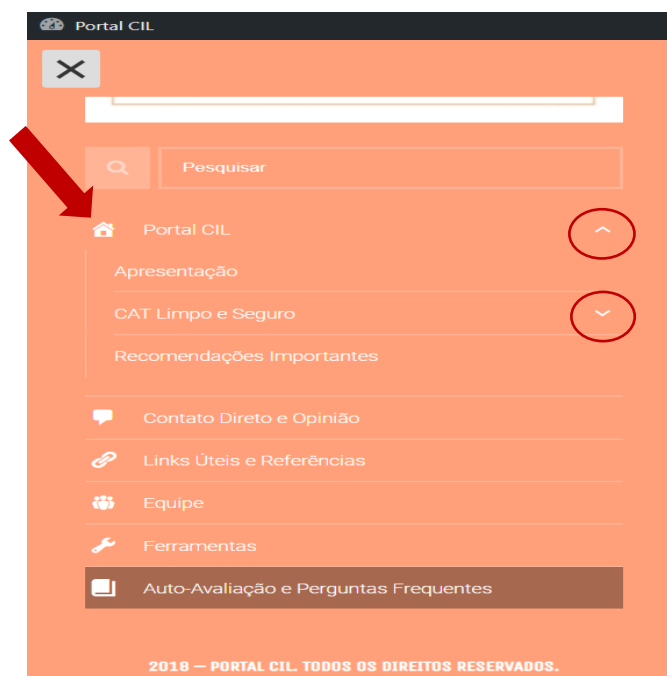 Portal CIL
Pesquisar
Portal CIL
Apresentação
CAT Limpo e Seguro
Recomendações Importantes
Contato Direto e Opinião
Links Úteis e Referências
Equipe
Ferramentas
Auto-Avaliação e Perguntas Frequentes
2018 — PORTAL CIL. TODOS OS DIREITOS RESERVADOS.